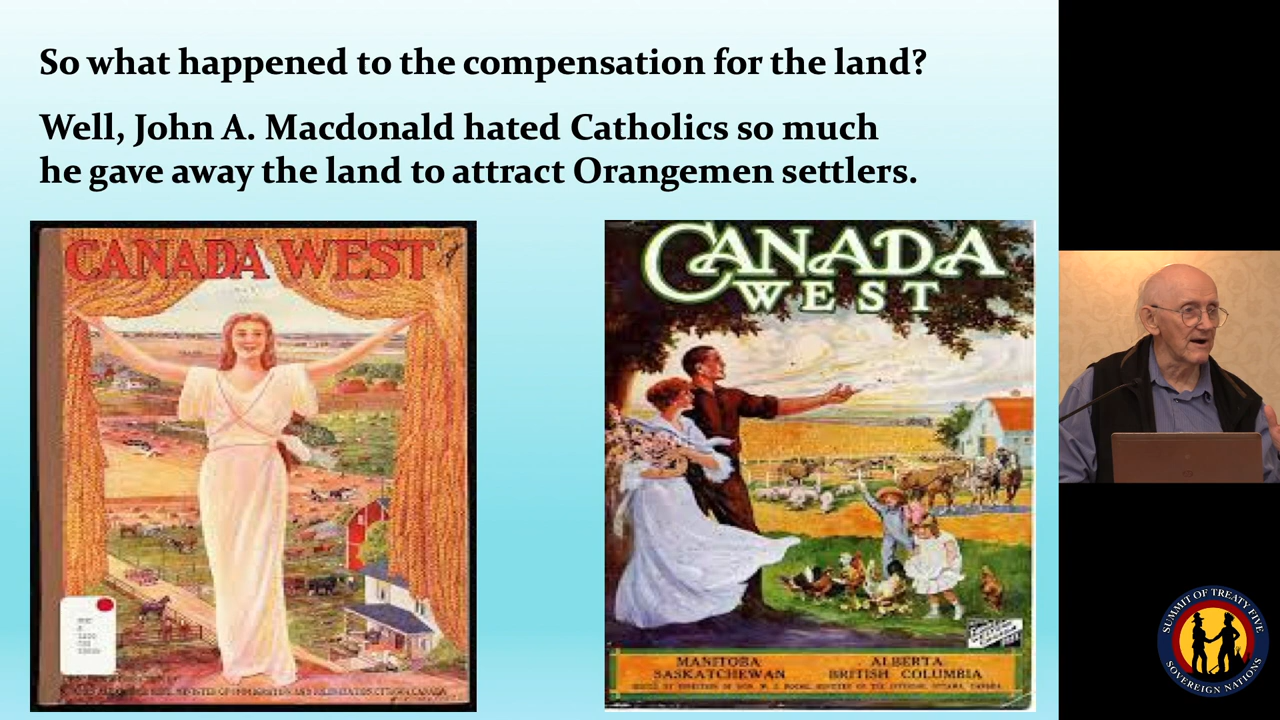 So what happened to the compensation for the land?
Well, John A. Macdonald hated Catholics so much
he gave away the land to attract Orangemen settlers.
CANADA WEST
CANADA
WEST
MANITOBA
SASKATCHEWAN
ALBERTA
BRITISH COLUMBIA
SUMMIT OF TREATY FIVE
SOVEREIGN NATIONS